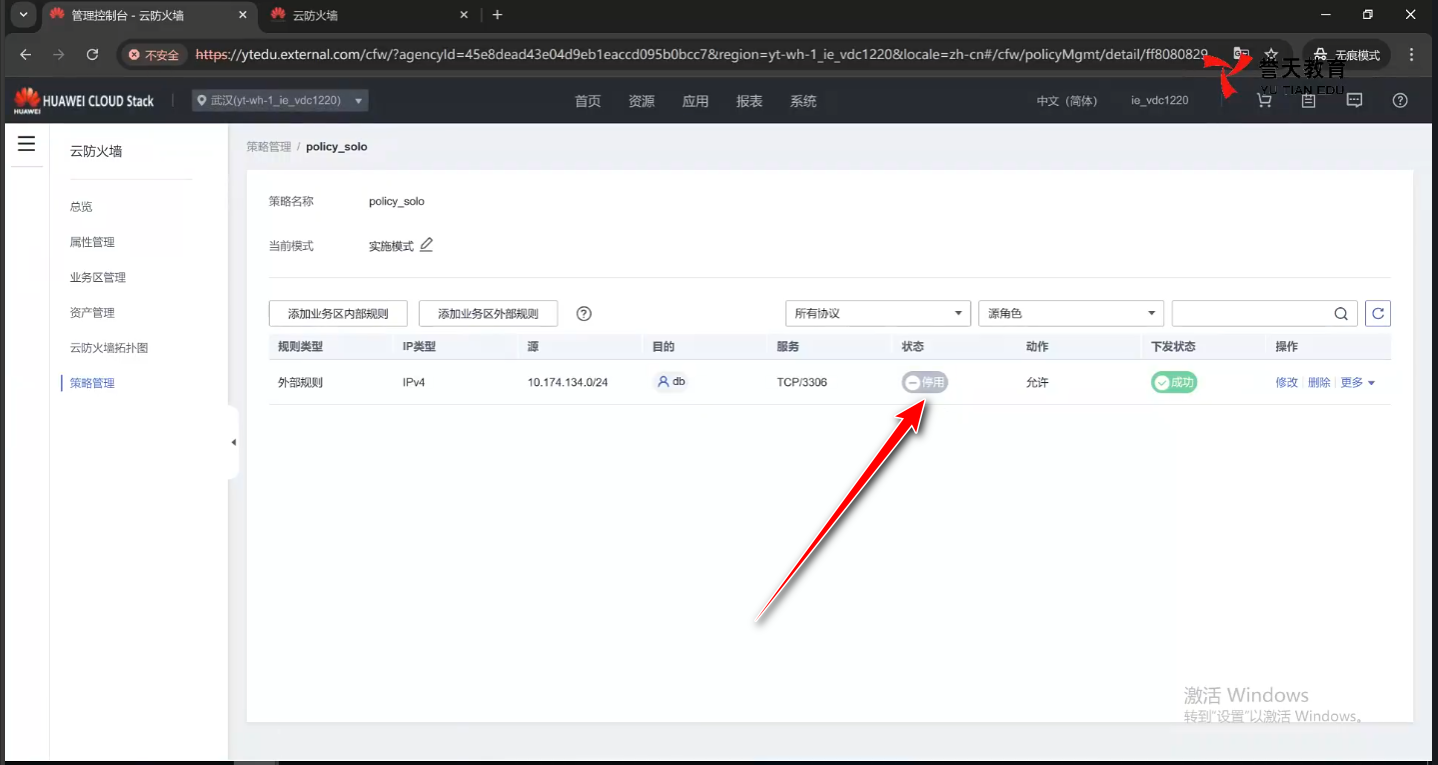 管理控制台 - 云防火墙
云防火墙
不安全
https://ytedu.external.com/cfw/?agencyId=45e8dead43e04d9eb1eaccd095b0bcc7&region=yt-wh-1_ie_vdc1220&locale=zh-cn#/cfw/policyMgmt/detail/ff8080829
无痕模式
誉天教育
YU TIAN EDU
HUAWEI
HUAWEI CLOUD Stack
武汉(yt-wh-1_ie_vdc1220)
首页 资源 应用 报表 系统
中文（简体）
ie_vdc1220
云防火墙
总览
属性管理
业务区管理
资产管理
云防火墙拓扑图
策略管理
策略管理 / policy_solo
策略名称 policy_solo
当前模式 实施模式
添加业务区内部规则 添加业务区外部规则 所有协议 源角色
规则类型 IP类型 源 目的 服务 状态 动作 下发状态 操作
外部规则 IPv4 10.174.134.0/24 db TCP/3306 停用 允许 成功 修改 删除 更多
激活 Windows
转到"设置"以激活 Windows。